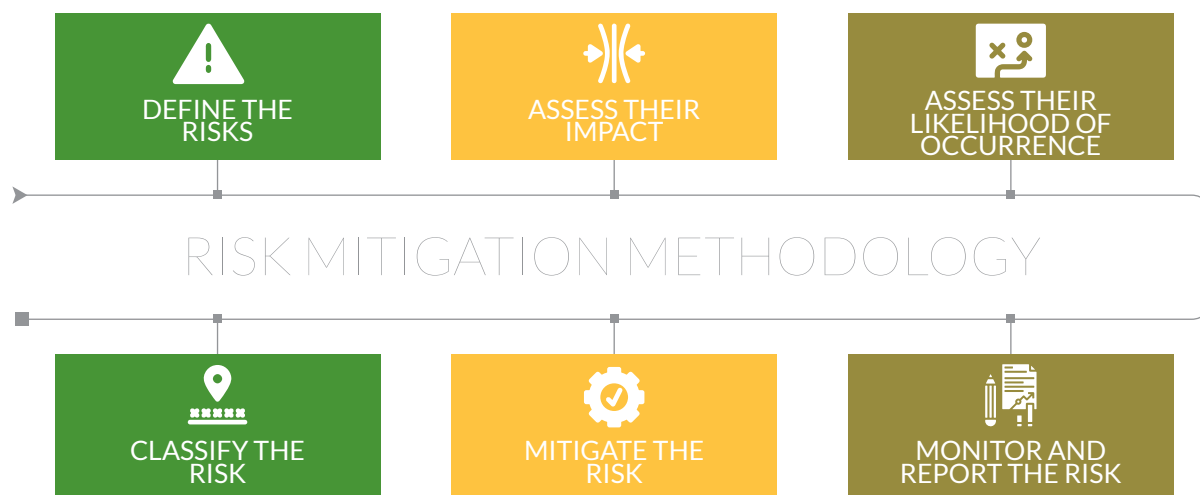 DEFINE THE
RISKS
ASSESS THEIR
IMPACT
ASSESS THEIR
LIKELIHOOD OF
OCCURRENCE
RISK MITIGATION METHODOLOGY
CLASSIFY THE
RISK
MITIGATE THE
RISK
MONITOR AND
REPORT THE RISK